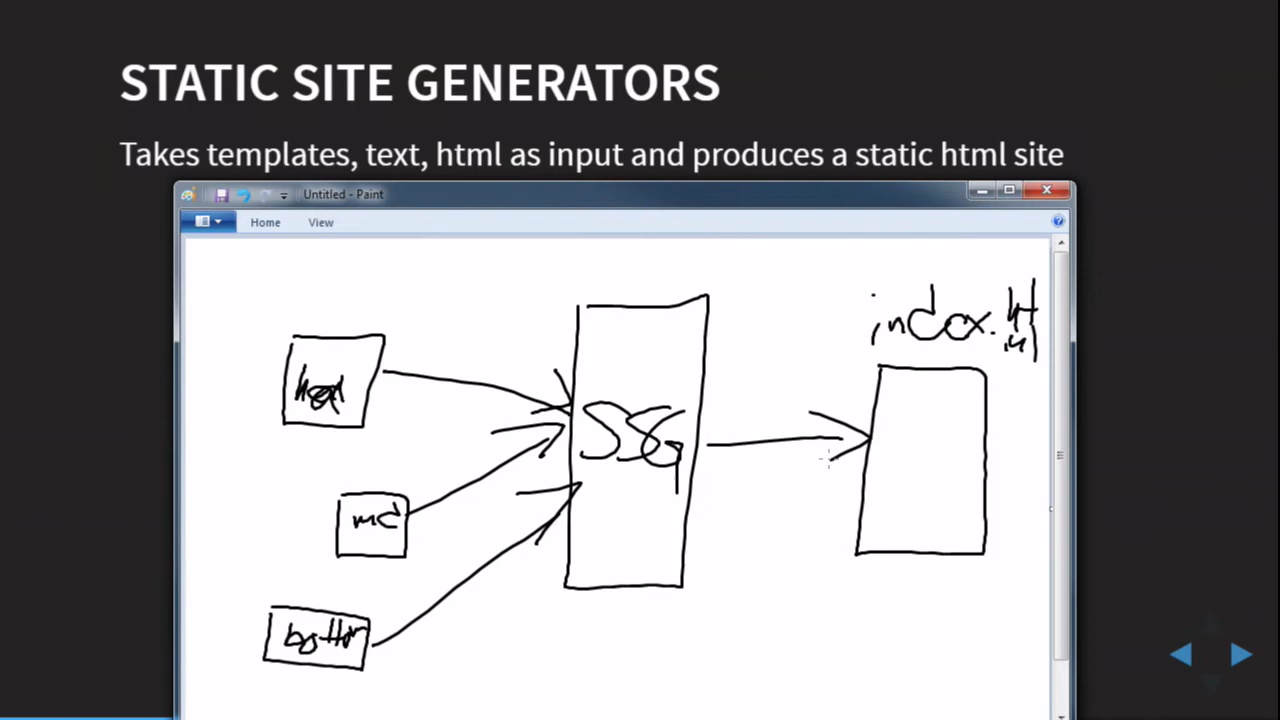 STATIC SITE GENERATORS
Takes templates, text, html as input and produces a static html site
Untitled - Paint
Home View
index.ht
ml
head
SSG
md